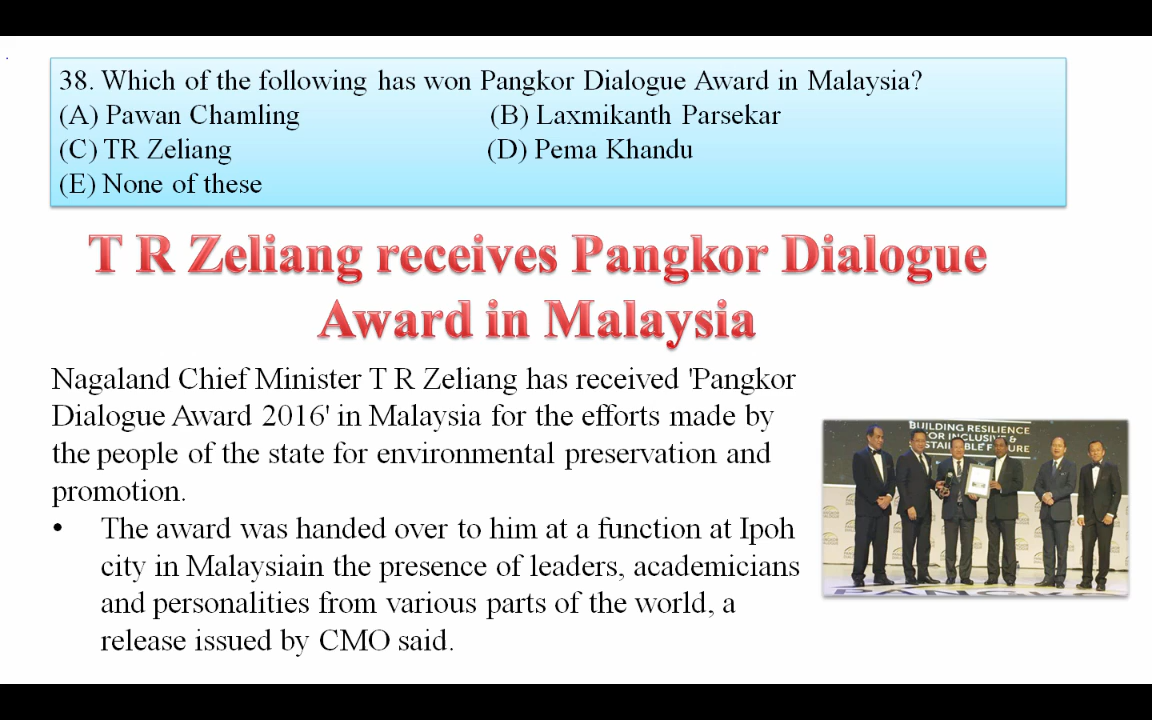 38. Which of the following has won Pangkor Dialogue Award in Malaysia?
(A) Pawan Chamling (B) Laxmikanth Parsekar
(C) TR Zeliang (D) Pema Khandu
(E) None of these
T R Zeliang receives Pangkor Dialogue
Award in Malaysia
Nagaland Chief Minister T R Zeliang has received 'Pangkor
Dialogue Award 2016' in Malaysia for the efforts made by
the people of the state for environmental preservation and
promotion.
• The award was handed over to him at a function at Ipoh
city in Malaysiain the presence of leaders, academicians
and personalities from various parts of the world, a
release issued by CMO said.
BUILDING RESILIENCE
FOR INCLUSIVE &
SUSTAINABLE FUTURE